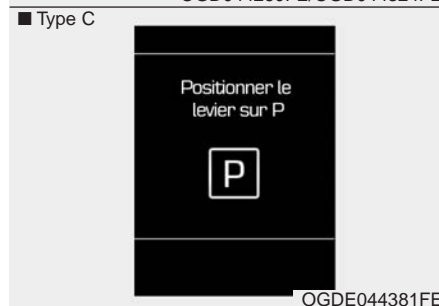 ■ Type C
Positionner le
levier sur P
P
OGDE044381FE